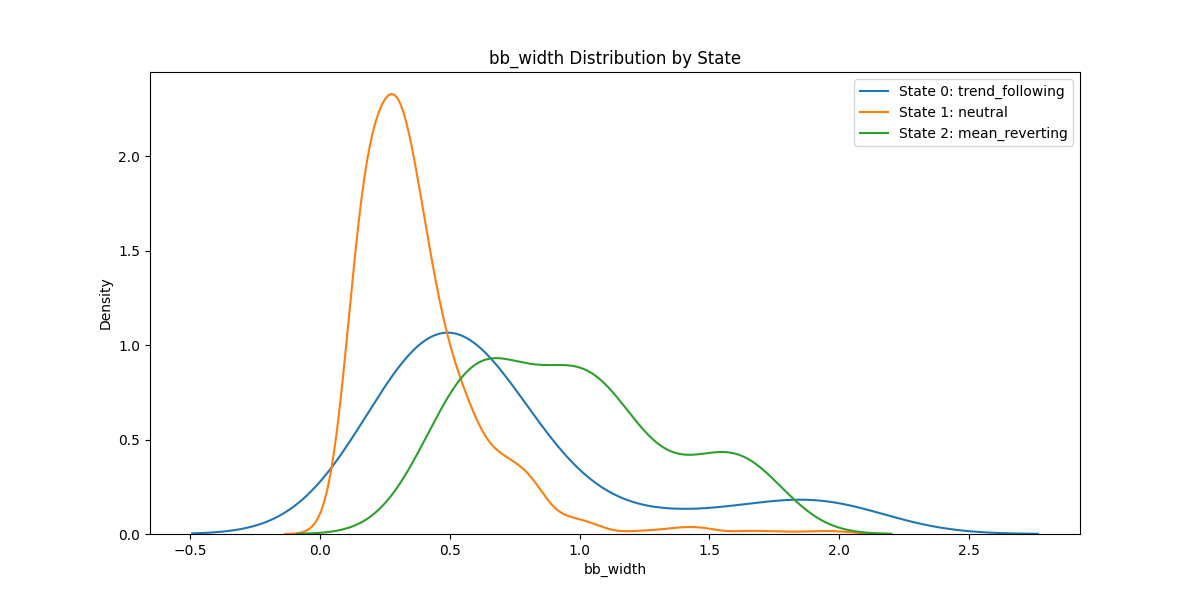 bb_width Distribution by State
State 0: trend_following
State 1: neutral
State 2: mean_reverting
Density
2.0
1.5
1.0
0.5
0.0
−0.5
0.0
0.5
1.0
1.5
2.0
2.5
bb_width